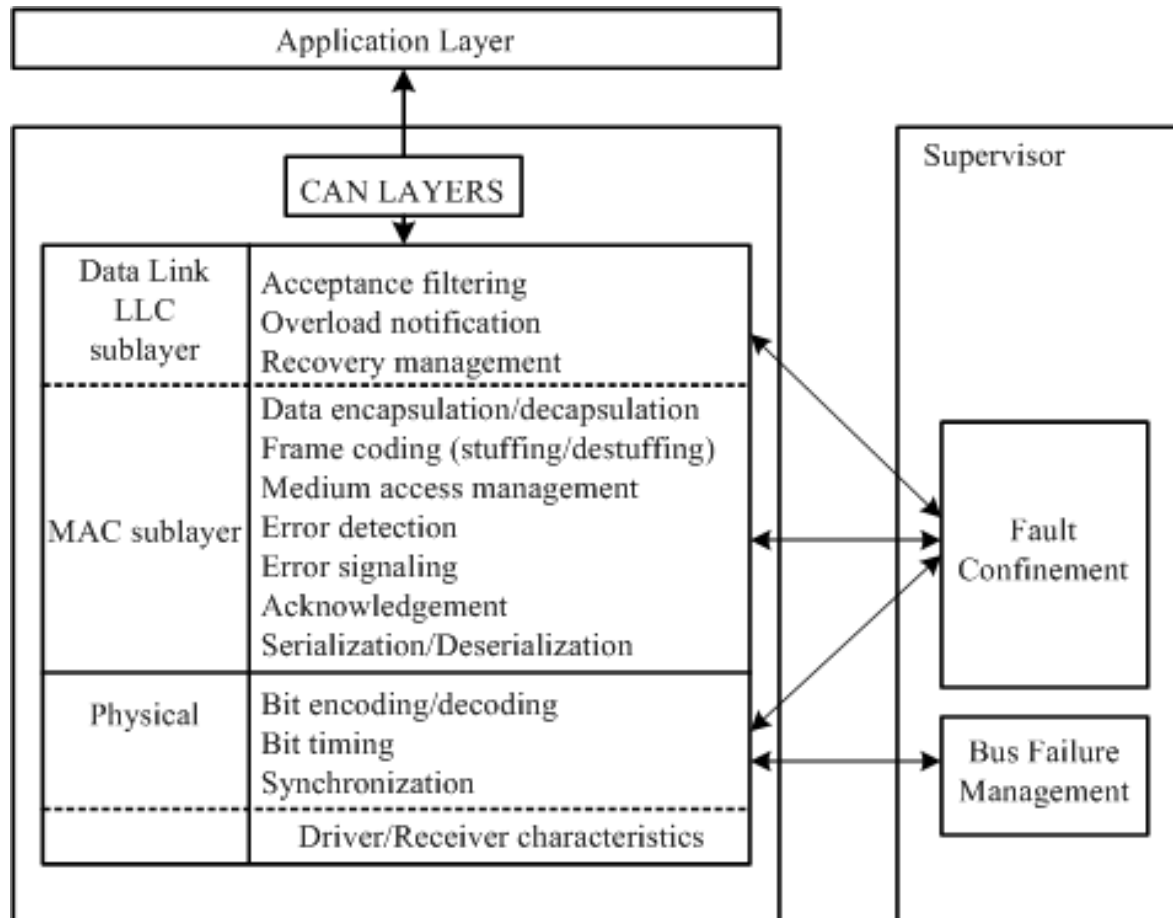 Application Layer
CAN LAYERS
Supervisor
Data Link
LLC
sublayer
Acceptance filtering
Overload notification
Recovery management
MAC sublayer
Data encapsulation/decapsulation
Frame coding (stuffing/destuffing)
Medium access management
Error detection
Error signaling
Acknowledgement
Serialization/Deserialization
Physical
Bit encoding/decoding
Bit timing
Synchronization
Driver/Receiver characteristics
Fault
Confinement
Bus Failure
Management